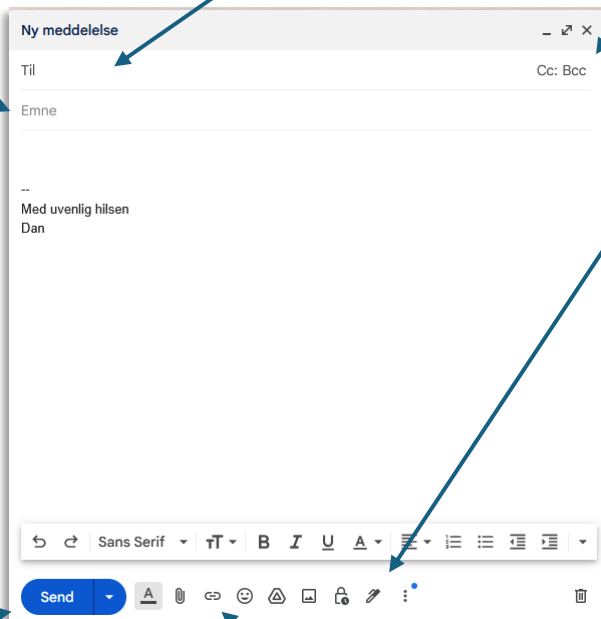 Ny meddelelse
Til Cc: Bcc
Emne
--
Med uvenlig hilsen
Dan
Sans Serif
Send